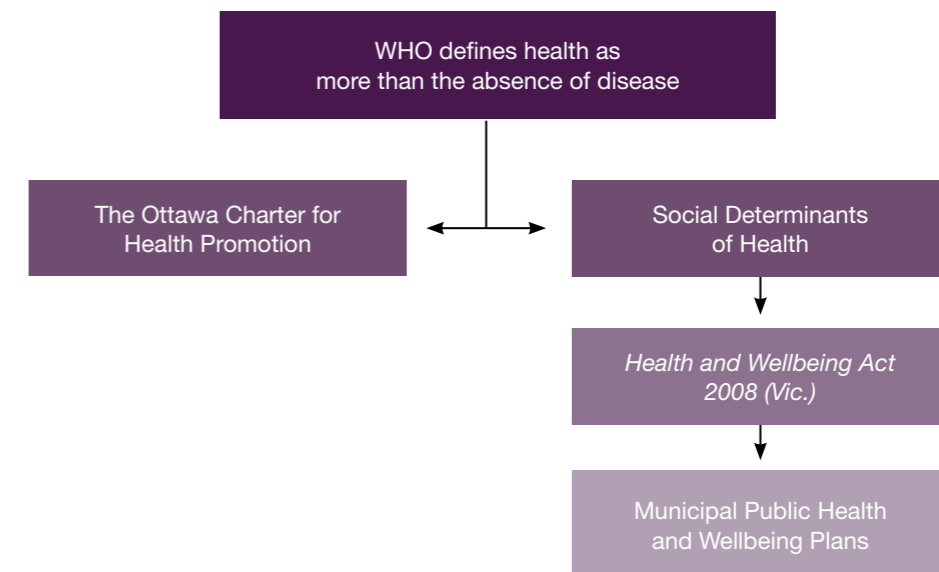 WHO defines health as
more than the absence of disease
The Ottawa Charter for
Health Promotion
Social Determinants
of Health
Health and Wellbeing Act
2008 (Vic.)
Municipal Public Health
and Wellbeing Plans